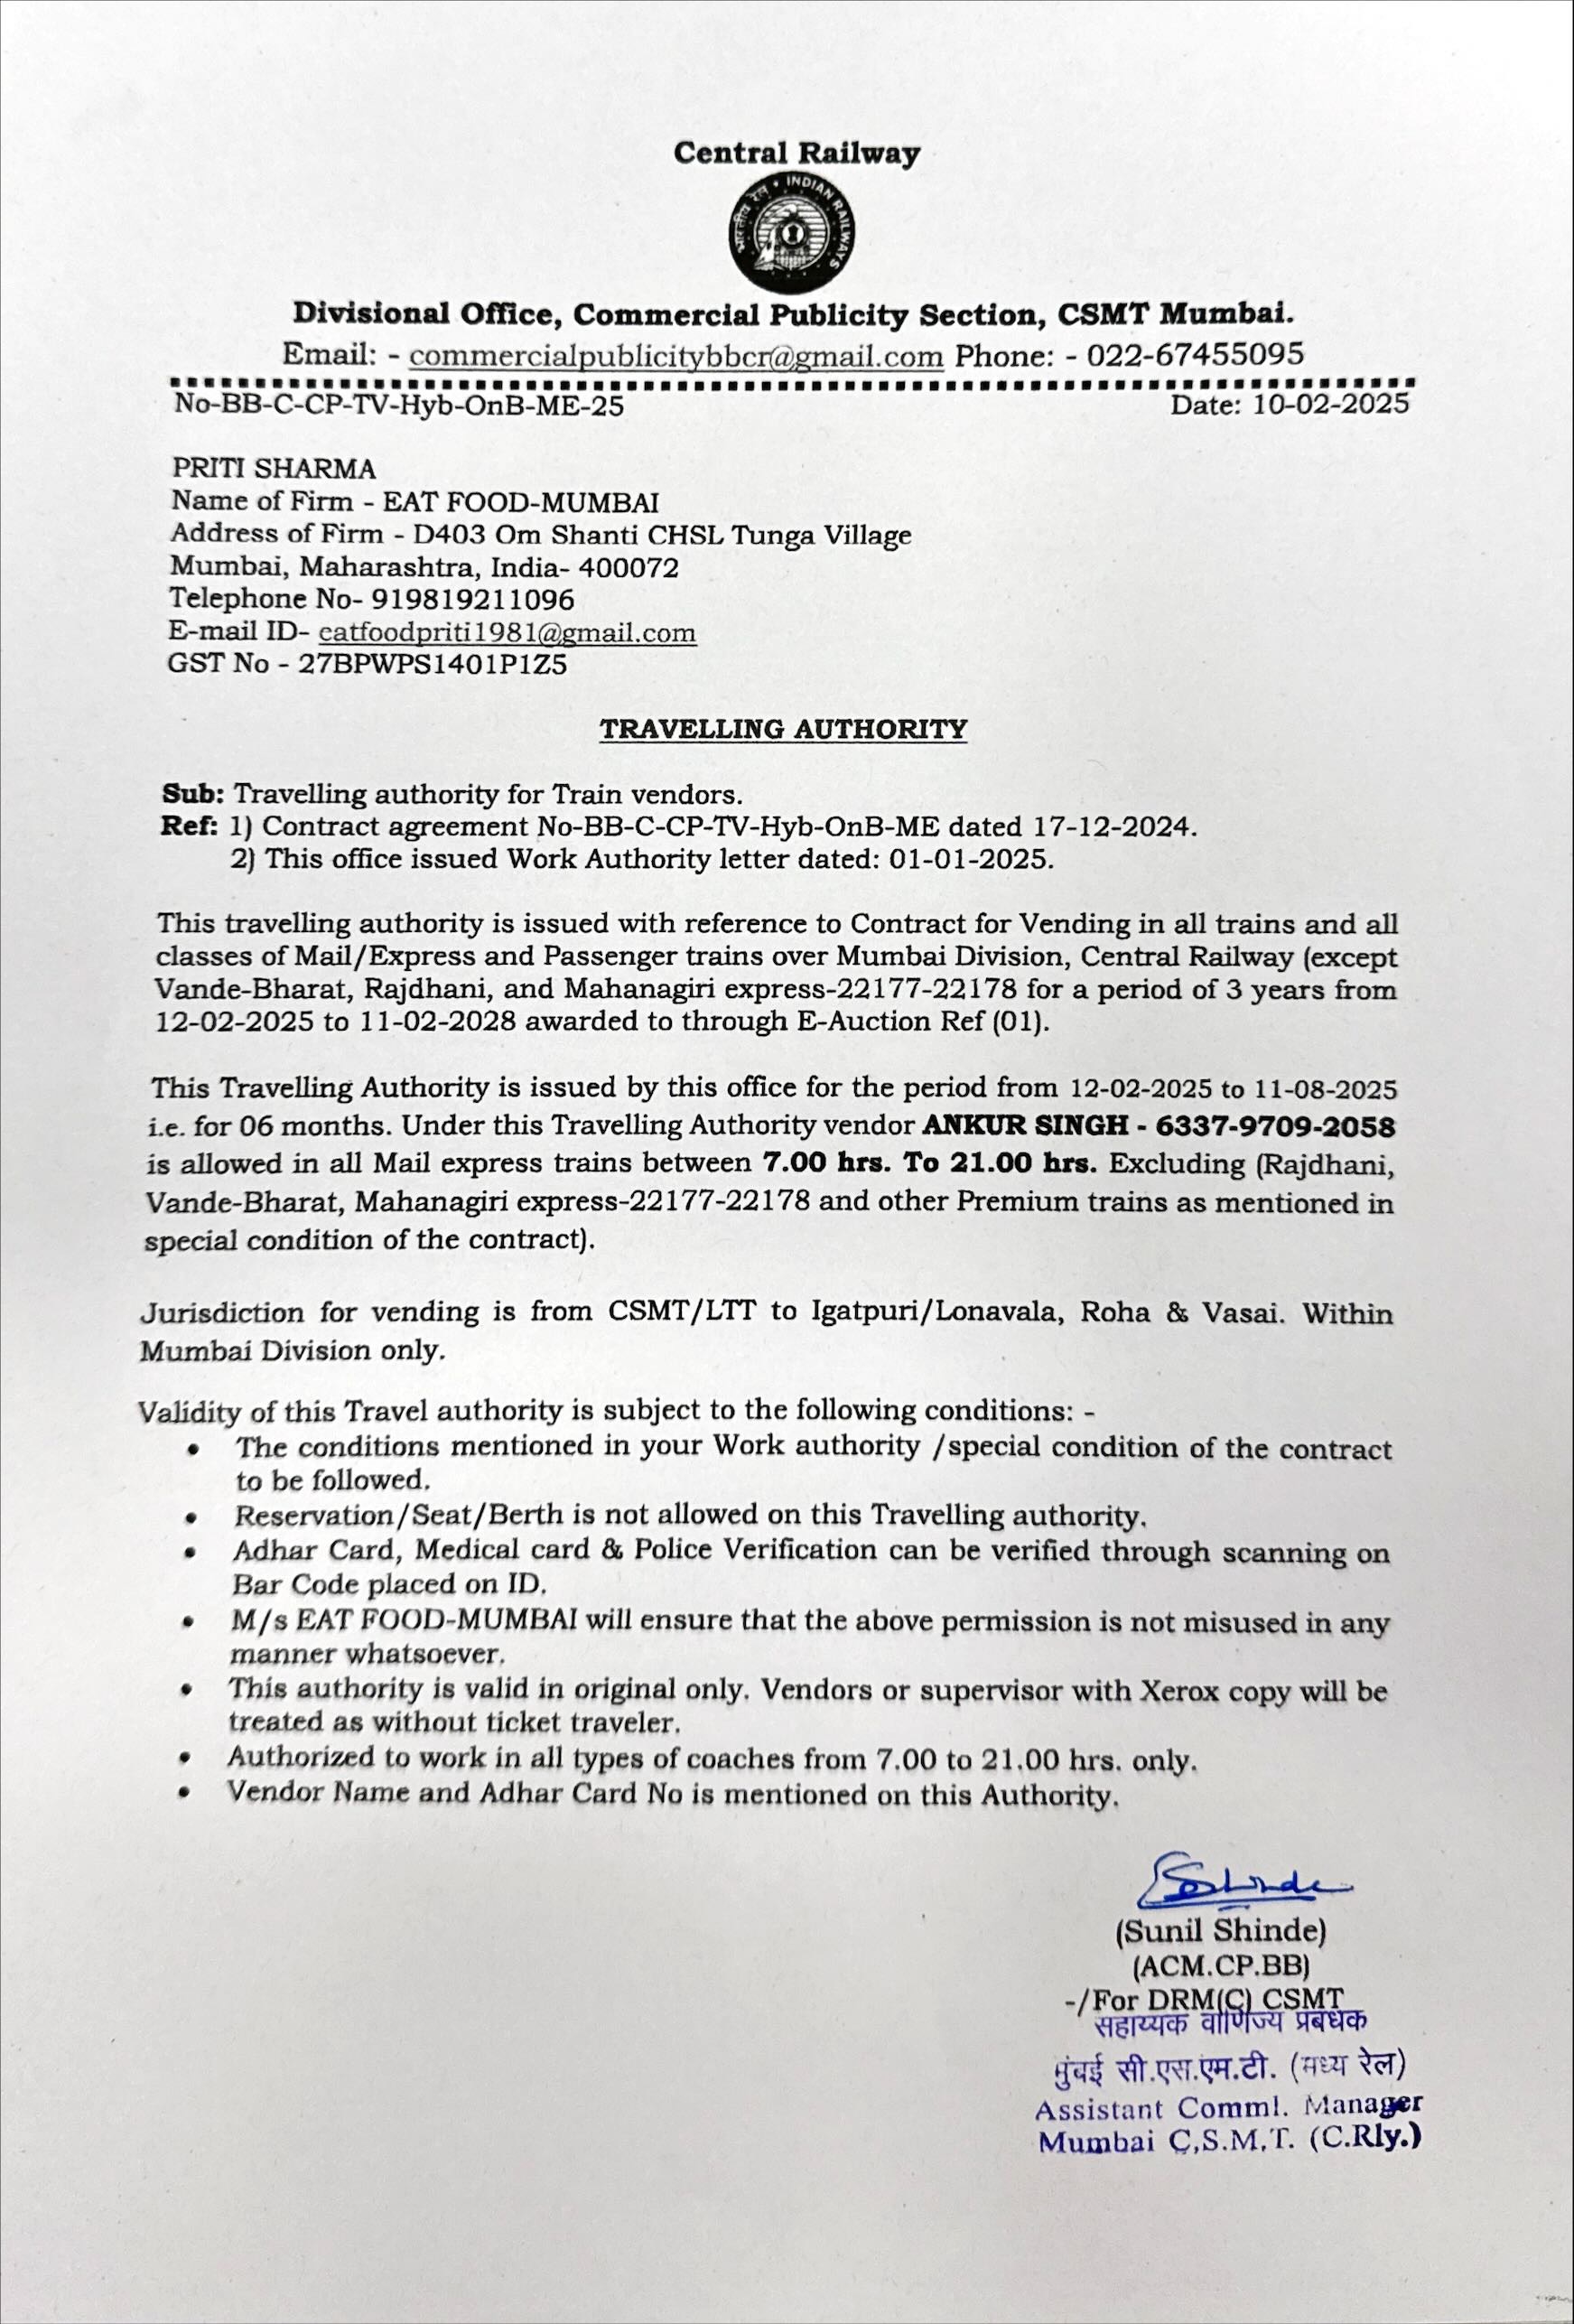 Central Railway
भारतीय रेल * INDIAN RAILWAYS
Divisional Office, Commercial Publicity Section, CSMT Mumbai.
Email: - commercialpublicitybbcr@gmail.com Phone: - 022-67455095
No-BB-C-CP-TV-Hyb-OnB-ME-25 Date: 10-02-2025
PRITI SHARMA
Name of Firm - EAT FOOD-MUMBAI
Address of Firm - D403 Om Shanti CHSL Tunga Village
Mumbai, Maharashtra, India- 400072
Telephone No- 919819211096
E-mail ID- eatfoodpriti1981@gmail.com
GST No - 27BPWPS1401P1Z5
TRAVELLING AUTHORITY
Sub: Travelling authority for Train vendors.
Ref: 1) Contract agreement No-BB-C-CP-TV-Hyb-OnB-ME dated 17-12-2024.
2) This office issued Work Authority letter dated: 01-01-2025.
This travelling authority is issued with reference to Contract for Vending in all trains and all
classes of Mail/Express and Passenger trains over Mumbai Division, Central Railway (except
Vande-Bharat, Rajdhani, and Mahanagiri express-22177-22178 for a period of 3 years from
12-02-2025 to 11-02-2028 awarded to through E-Auction Ref (01).
This Travelling Authority is issued by this office for the period from 12-02-2025 to 11-08-2025
i.e. for 06 months. Under this Travelling Authority vendor ANKUR SINGH - 6337-9709-2058
is allowed in all Mail express trains between 7.00 hrs. To 21.00 hrs. Excluding (Rajdhani,
Vande-Bharat, Mahanagiri express-22177-22178 and other Premium trains as mentioned in
special condition of the contract).
Jurisdiction for vending is from CSMT/LTT to Igatpuri/Lonavala, Roha & Vasai. Within
Mumbai Division only.
Validity of this Travel authority is subject to the following conditions: -
• The conditions mentioned in your Work authority /special condition of the contract
to be followed.
• Reservation/Seat/Berth is not allowed on this Travelling authority.
• Adhar Card, Medical card & Police Verification can be verified through scanning on
Bar Code placed on ID.
• M/s EAT FOOD-MUMBAI will ensure that the above permission is not misused in any
manner whatsoever.
• This authority is valid in original only. Vendors or supervisor with Xerox copy will be
treated as without ticket traveler.
• Authorized to work in all types of coaches from 7.00 to 21.00 hrs. only.
• Vendor Name and Adhar Card No is mentioned on this Authority.
SShinde
(Sunil Shinde)
(ACM.CP.BB)
-/For DRM(C) CSMT
सहाय्यक वाणिज्य प्रबंधक
मुंबई सी.एस.एम.टी. (मध्य रेल)
Assistant Comml. Manager
Mumbai C,S.M,T. (C.Rly.)